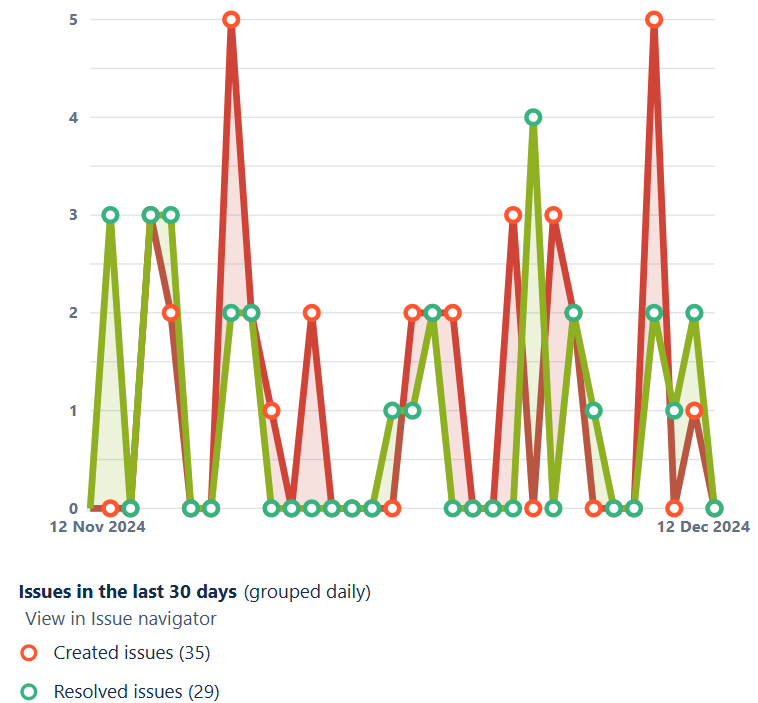 5
4
3
2
1
0
12 Nov 2024 12 Dec 2024
Issues in the last 30 days (grouped daily)
View in Issue navigator
Created issues (35)
Resolved issues (29)